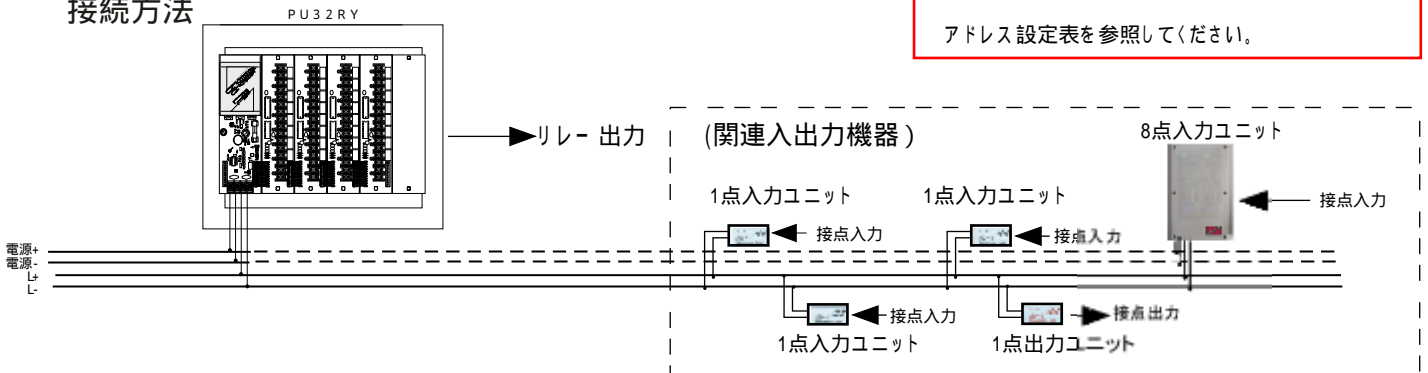 接続方法
PU32RY
アドレス設定表を参照してください。
リレー出力
(関連入出力機器)
8点入力ユニット
1点入力ユニット
1点入力ユニット
接点入力
接点入力
接点入力
電源+
電源-
L+
L-
接点入力
接点出力
1点入力ユニット
1点出力ユニット